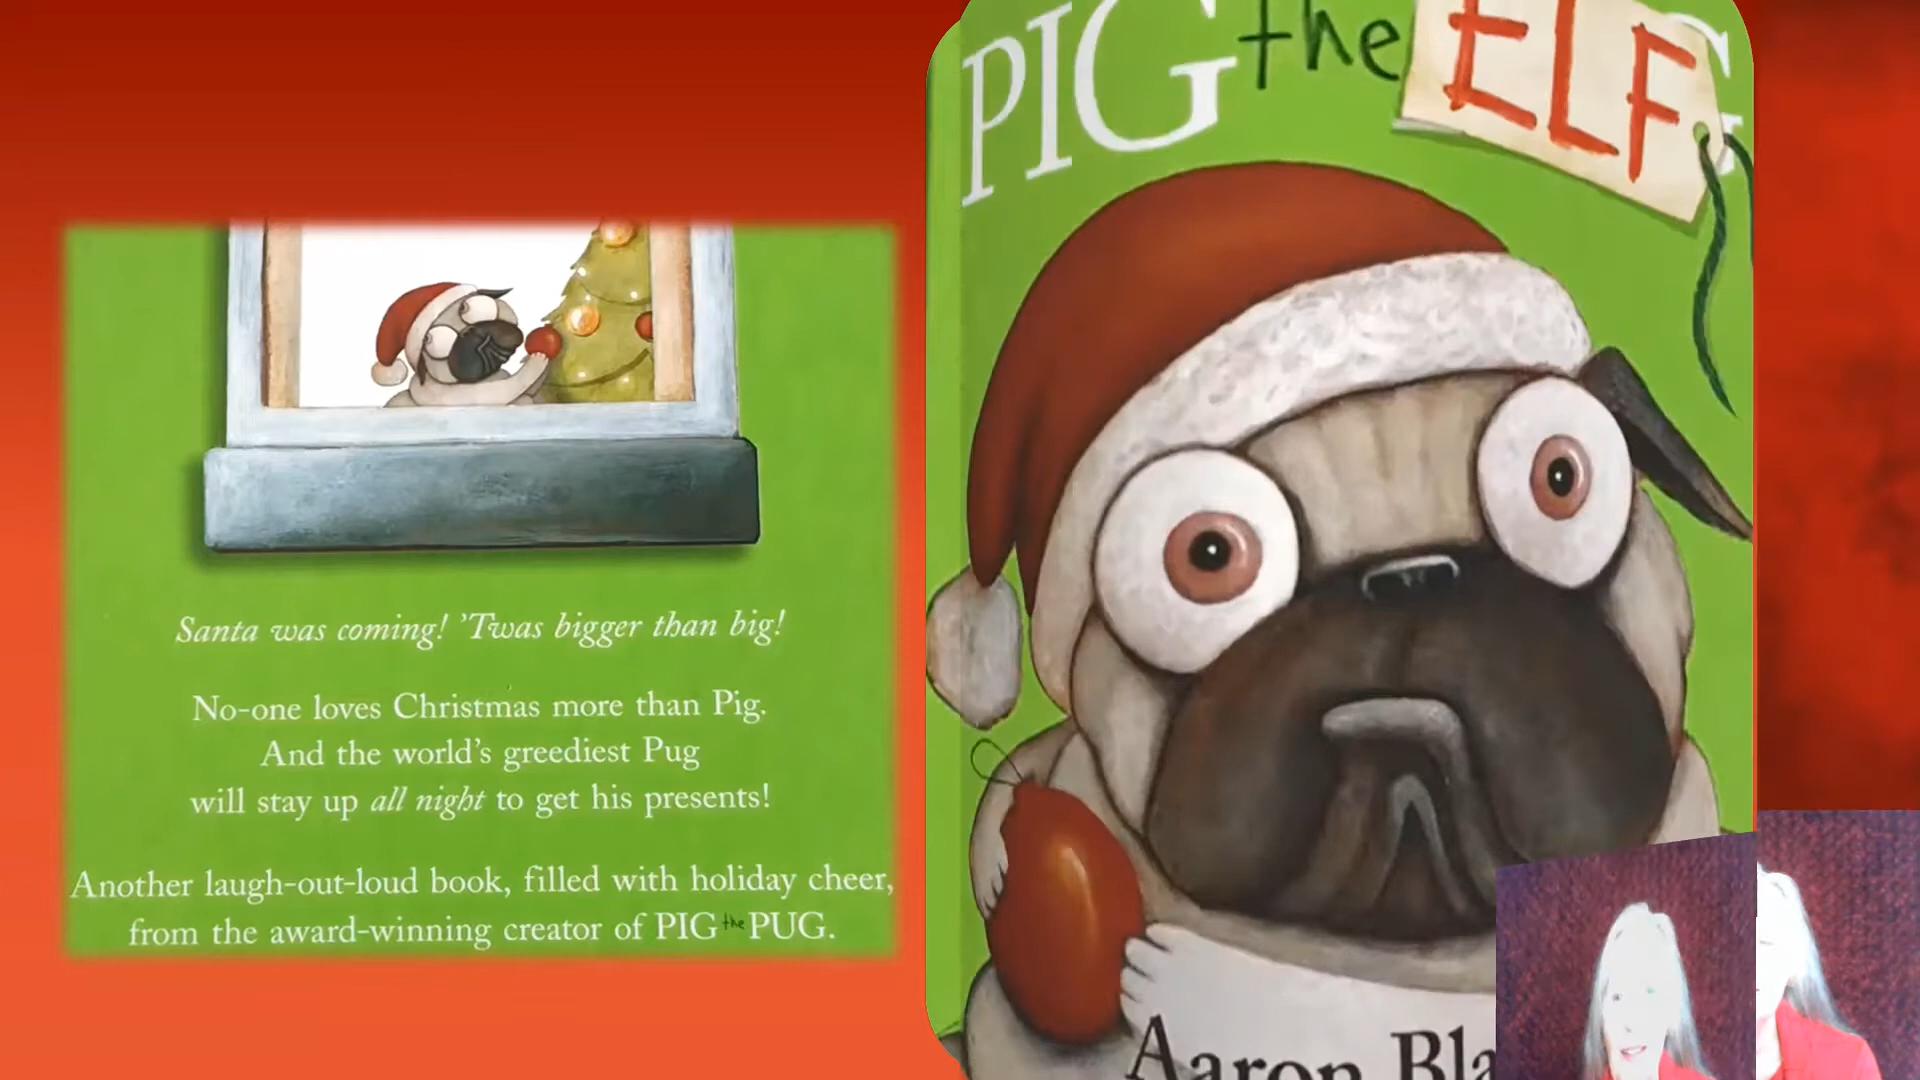 Santa was coming! ’Twas bigger than big!
No-one loves Christmas more than Pig.
And the world’s greediest Pug
will stay up all night to get his presents!
Another laugh-out-loud book, filled with holiday cheer,
from the award-winning creator of PIG the PUG.
PIG the ELF
Aaron Bla